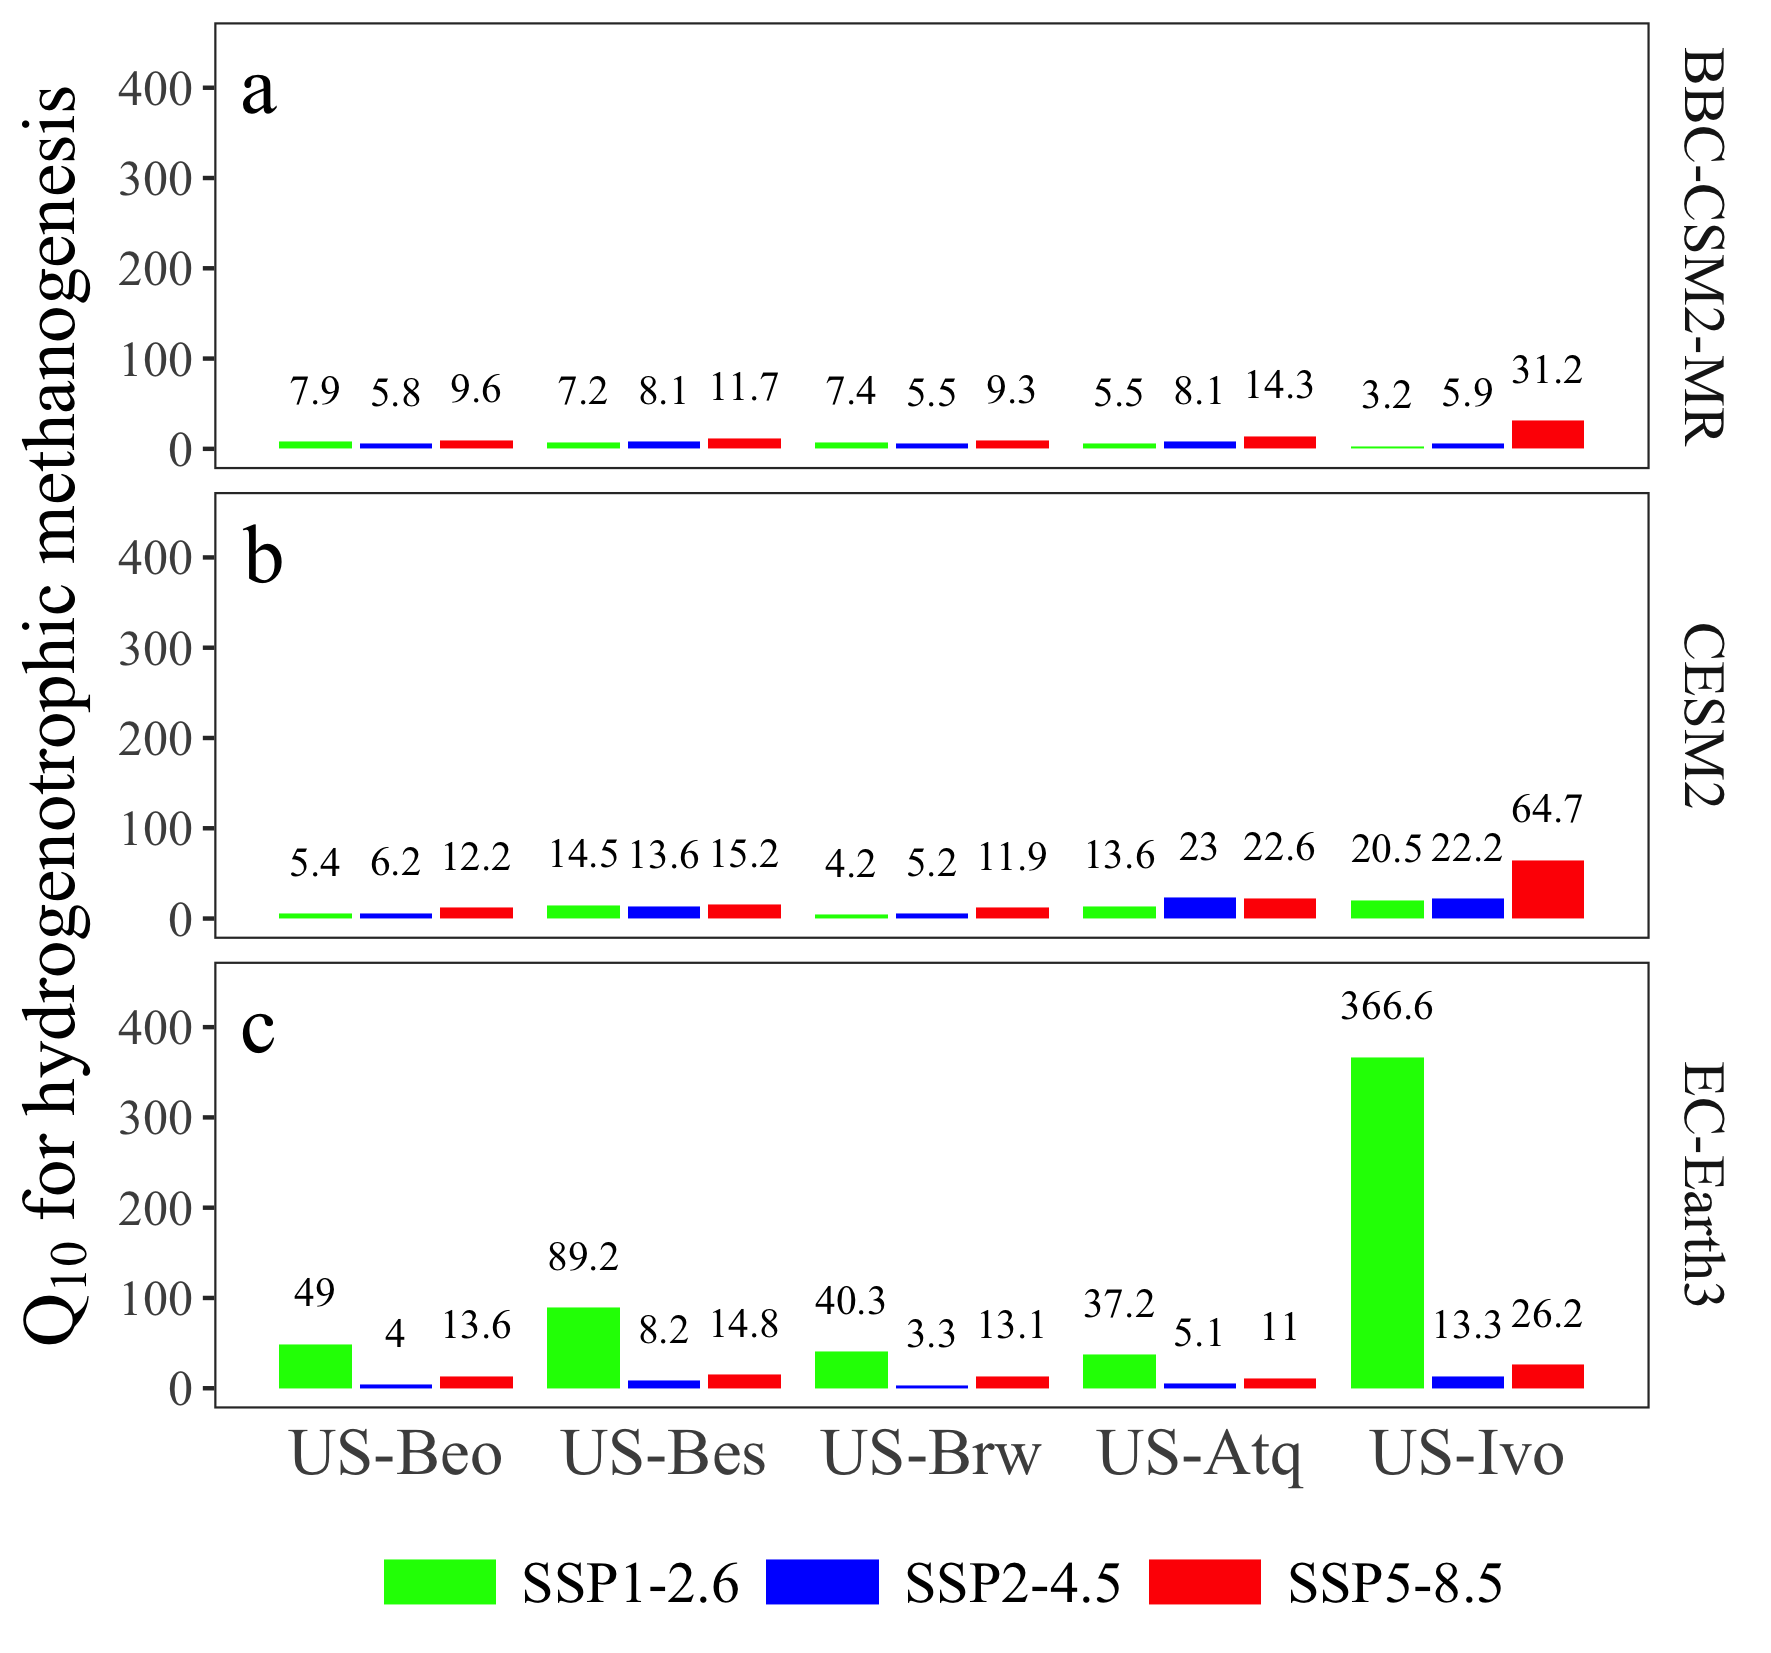 Q10 for hydrogenotrophic methanogenesis
a
BBC-CSM2-MR
400
300
200
100
0
7.9 5.8 9.6 7.2 8.1 11.7 7.4 5.5 9.3 5.5 8.1 14.3 3.2 5.9 31.2
b
CESM2
400
300
200
100
0
5.4 6.2 12.2 14.5 13.6 15.2 4.2 5.2 11.9 13.6 23 22.6 20.5 22.2 64.7
c
EC-Earth3
400
300
200
100
0
49 4 13.6 89.2 8.2 14.8 40.3 3.3 13.1 37.2 5.1 11 366.6 13.3 26.2
US-Beo US-Bes US-Brw US-Atq US-Ivo
SSP1-2.6 SSP2-4.5 SSP5-8.5